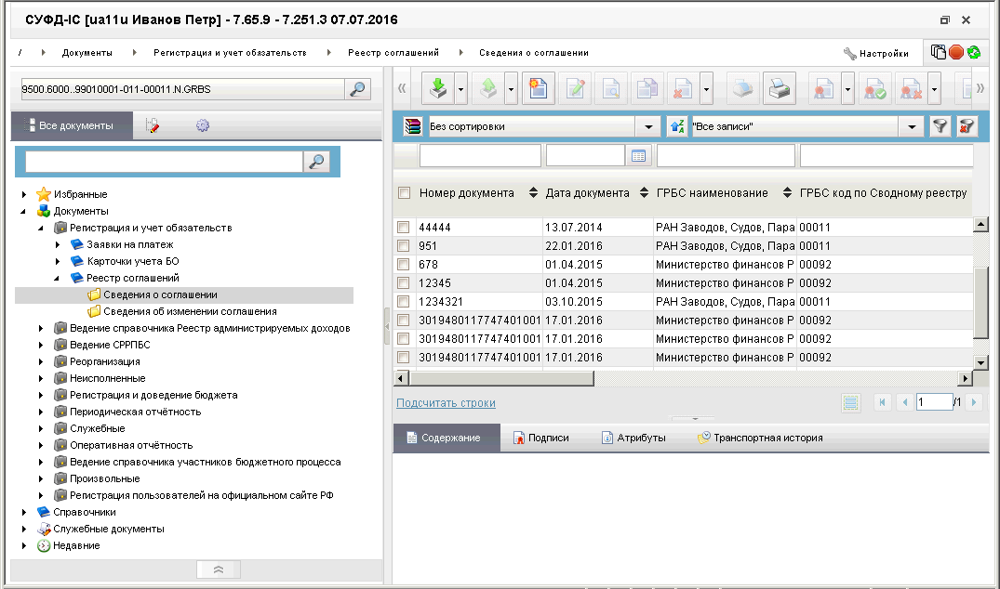 СУФД-IC [ua11u Иванов Петр] - 7.65.9 - 7.251.3 07.07.2016
/ Документы Регистрация и учет обязательств Реестр соглашений Сведения о соглашении Настройки
9500.6000..99010001-011-00011.N.GRBS
Все документы
Избранные
Документы
Регистрация и учет обязательств
Заявки на платеж
Карточки учета БО
Реестр соглашений
Сведения о соглашении
Сведения об изменении соглашения
Ведение справочника Реестр администрируемых доходов
Ведение СРРПБС
Реорганизация
Неисполненные
Регистрация и доведение бюджета
Периодическая отчётность
Служебные
Оперативная отчётность
Ведение справочника участников бюджетного процесса
Произвольные
Регистрация пользователей на официальном сайте РФ
Справочники
Служебные документы
Недавние
Без сортировки "Все записи"
Номер документа Дата документа ГРБС наименование ГРБС код по Сводному реестру
44444 13.07.2014 РАН Заводов, Судов, Пара 00011
951 22.01.2016 РАН Заводов, Судов, Пара 00011
678 01.04.2015 Министерство финансов Р 00092
12345 01.04.2015 Министерство финансов Р 00092
1234321 03.10.2015 РАН Заводов, Судов, Пара 00011
3019480117747401001 17.01.2016 Министерство финансов Р 00092
3019480117747401001 17.01.2016 Министерство финансов Р 00092
3019480117747401001 17.01.2016 Министерство финансов Р 00092
Подсчитать строки 1 /1
Содержание Подписи Атрибуты Транспортная история